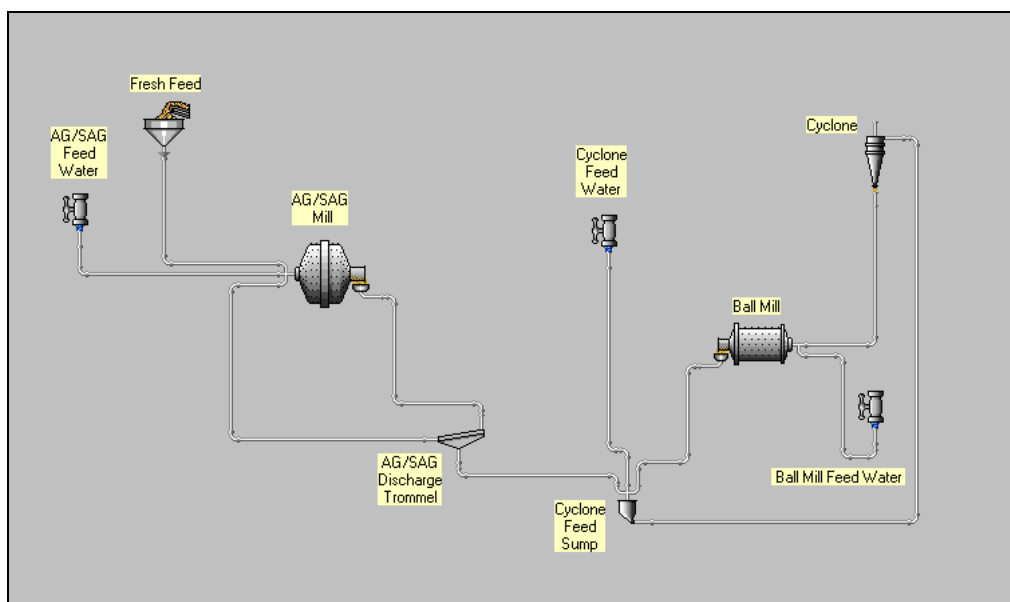 Fresh Feed
AG/SAG
Feed
Water
AG/SAG
Mill
Cyclone
Feed
Water
Cyclone
Ball Mill
AG/SAG
Discharge
Trommel
Cyclone
Feed
Sump
Ball Mill Feed Water